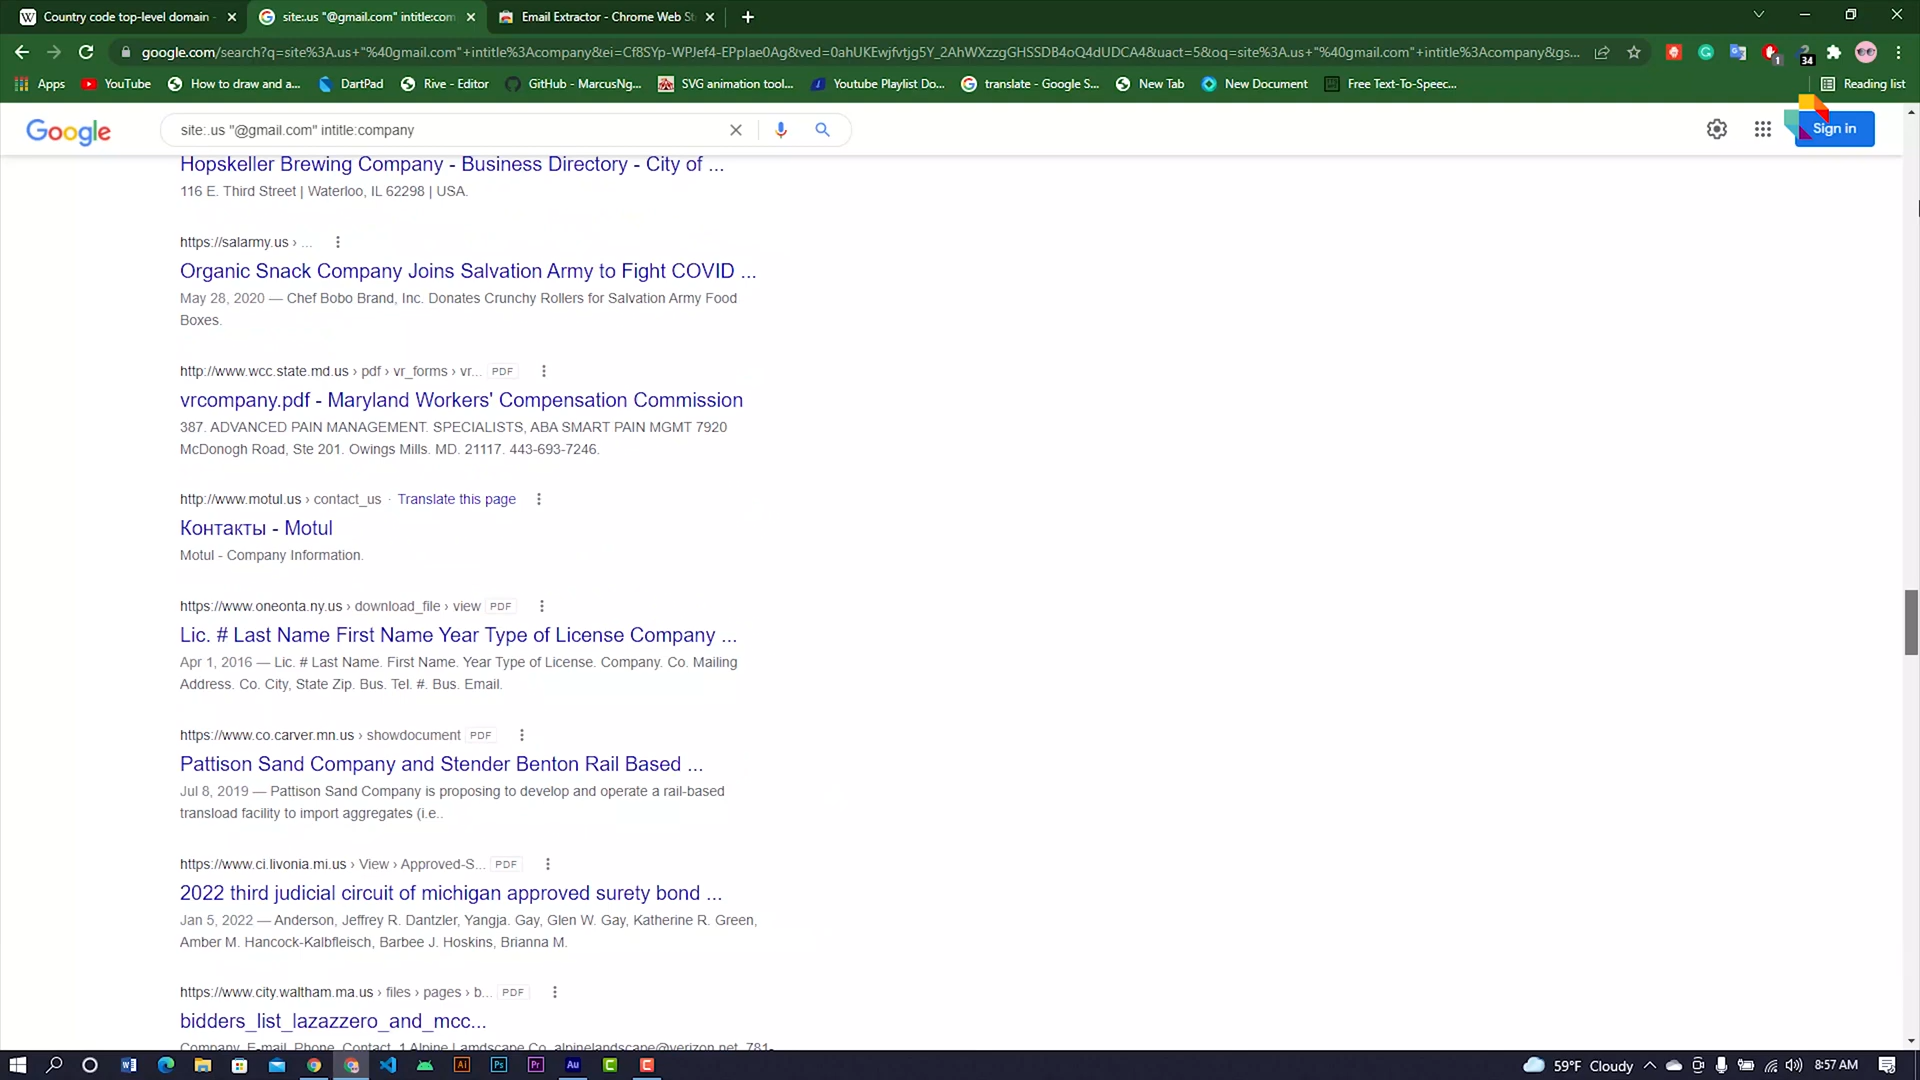 Country code top-level domain -
site:.us "@gmail.com" intitle:com
Email Extractor - Chrome Web St
google.com/search?q=site%3A.us+"%40gmail.com"+intitle%3Acompany&ei=Cf8SYp-WPJef4-EPplae0Ag&ved=0ahUKEwjfvtjg5Y_2AhWXzzgGHSSDB4oQ4dUDCA4&uact=5&oq=site%3A.us+"%40gmail.com"+intitle%3Acompany&gs...
1
34
Apps YouTube How to draw and a... DartPad Rive - Editor GitHub - MarcusNg... SVG animation tool... Youtube Playlist Do... translate - Google S... New Tab New Document Free Text-To-Speec... Reading list
Google
site:.us "@gmail.com" intitle:company
Sign in
Hopskeller Brewing Company - Business Directory - City of ...
116 E. Third Street | Waterloo, IL 62298 | USA.
https://salarmy.us › ...
Organic Snack Company Joins Salvation Army to Fight COVID ...
May 28, 2020 — Chef Bobo Brand, Inc. Donates Crunchy Rollers for Salvation Army Food
Boxes.
http://www.wcc.state.md.us › pdf › vr_forms › vr... PDF
vrcompany.pdf - Maryland Workers' Compensation Commission
387. ADVANCED PAIN MANAGEMENT. SPECIALISTS, ABA SMART PAIN MGMT 7920
McDonogh Road, Ste 201. Owings Mills. MD. 21117. 443-693-7246.
http://www.motul.us › contact_us · Translate this page
Контакты - Motul
Motul - Company Information.
https://www.oneonta.ny.us › download_file › view PDF
Lic. # Last Name First Name Year Type of License Company ...
Apr 1, 2016 — Lic. # Last Name. First Name. Year Type of License. Company. Co. Mailing
Address. Co. City, State Zip. Bus. Tel. #. Bus. Email.
https://www.co.carver.mn.us › showdocument PDF
Pattison Sand Company and Stender Benton Rail Based ...
Jul 8, 2019 — Pattison Sand Company is proposing to develop and operate a rail-based
transload facility to import aggregates (i.e..
https://www.ci.livonia.mi.us › View › Approved-S... PDF
2022 third judicial circuit of michigan approved surety bond ...
Jan 5, 2022 — Anderson, Jeffrey R. Dantzler, Yangja. Gay, Glen W. Gay, Katherine R. Green,
Amber M. Hancock-Kalbfleisch, Barbee J. Hoskins, Brianna M.
https://www.city.waltham.ma.us › files › pages › b... PDF
bidders_list_lazazzero_and_mcc...
Company. E-mail. Phone. Contact. 1 Alpine Landscape Co. alpinelandscape@verizon.net. 781-
59°F Cloudy 8:57 AM